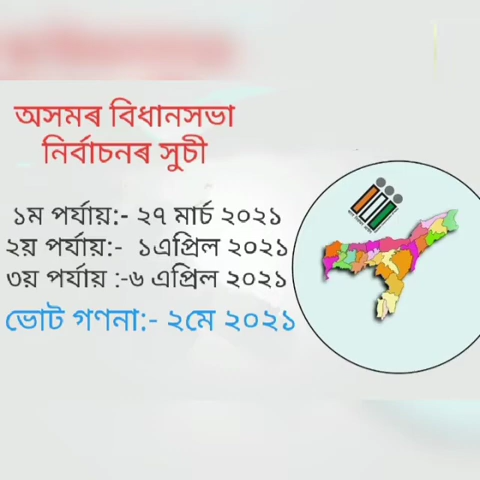 অসমৰ বিধানসভা
নিৰ্বাচনৰ সুচী
১ম পৰ্যায়:- ২৭ মাৰ্চ ২০২১
২য় পৰ্যায়:- ১এপ্ৰিল ২০২১
৩য় পৰ্যায় :-৬ এপ্ৰিল ২০২১
ভোট গণনা:- ২মে ২০২১